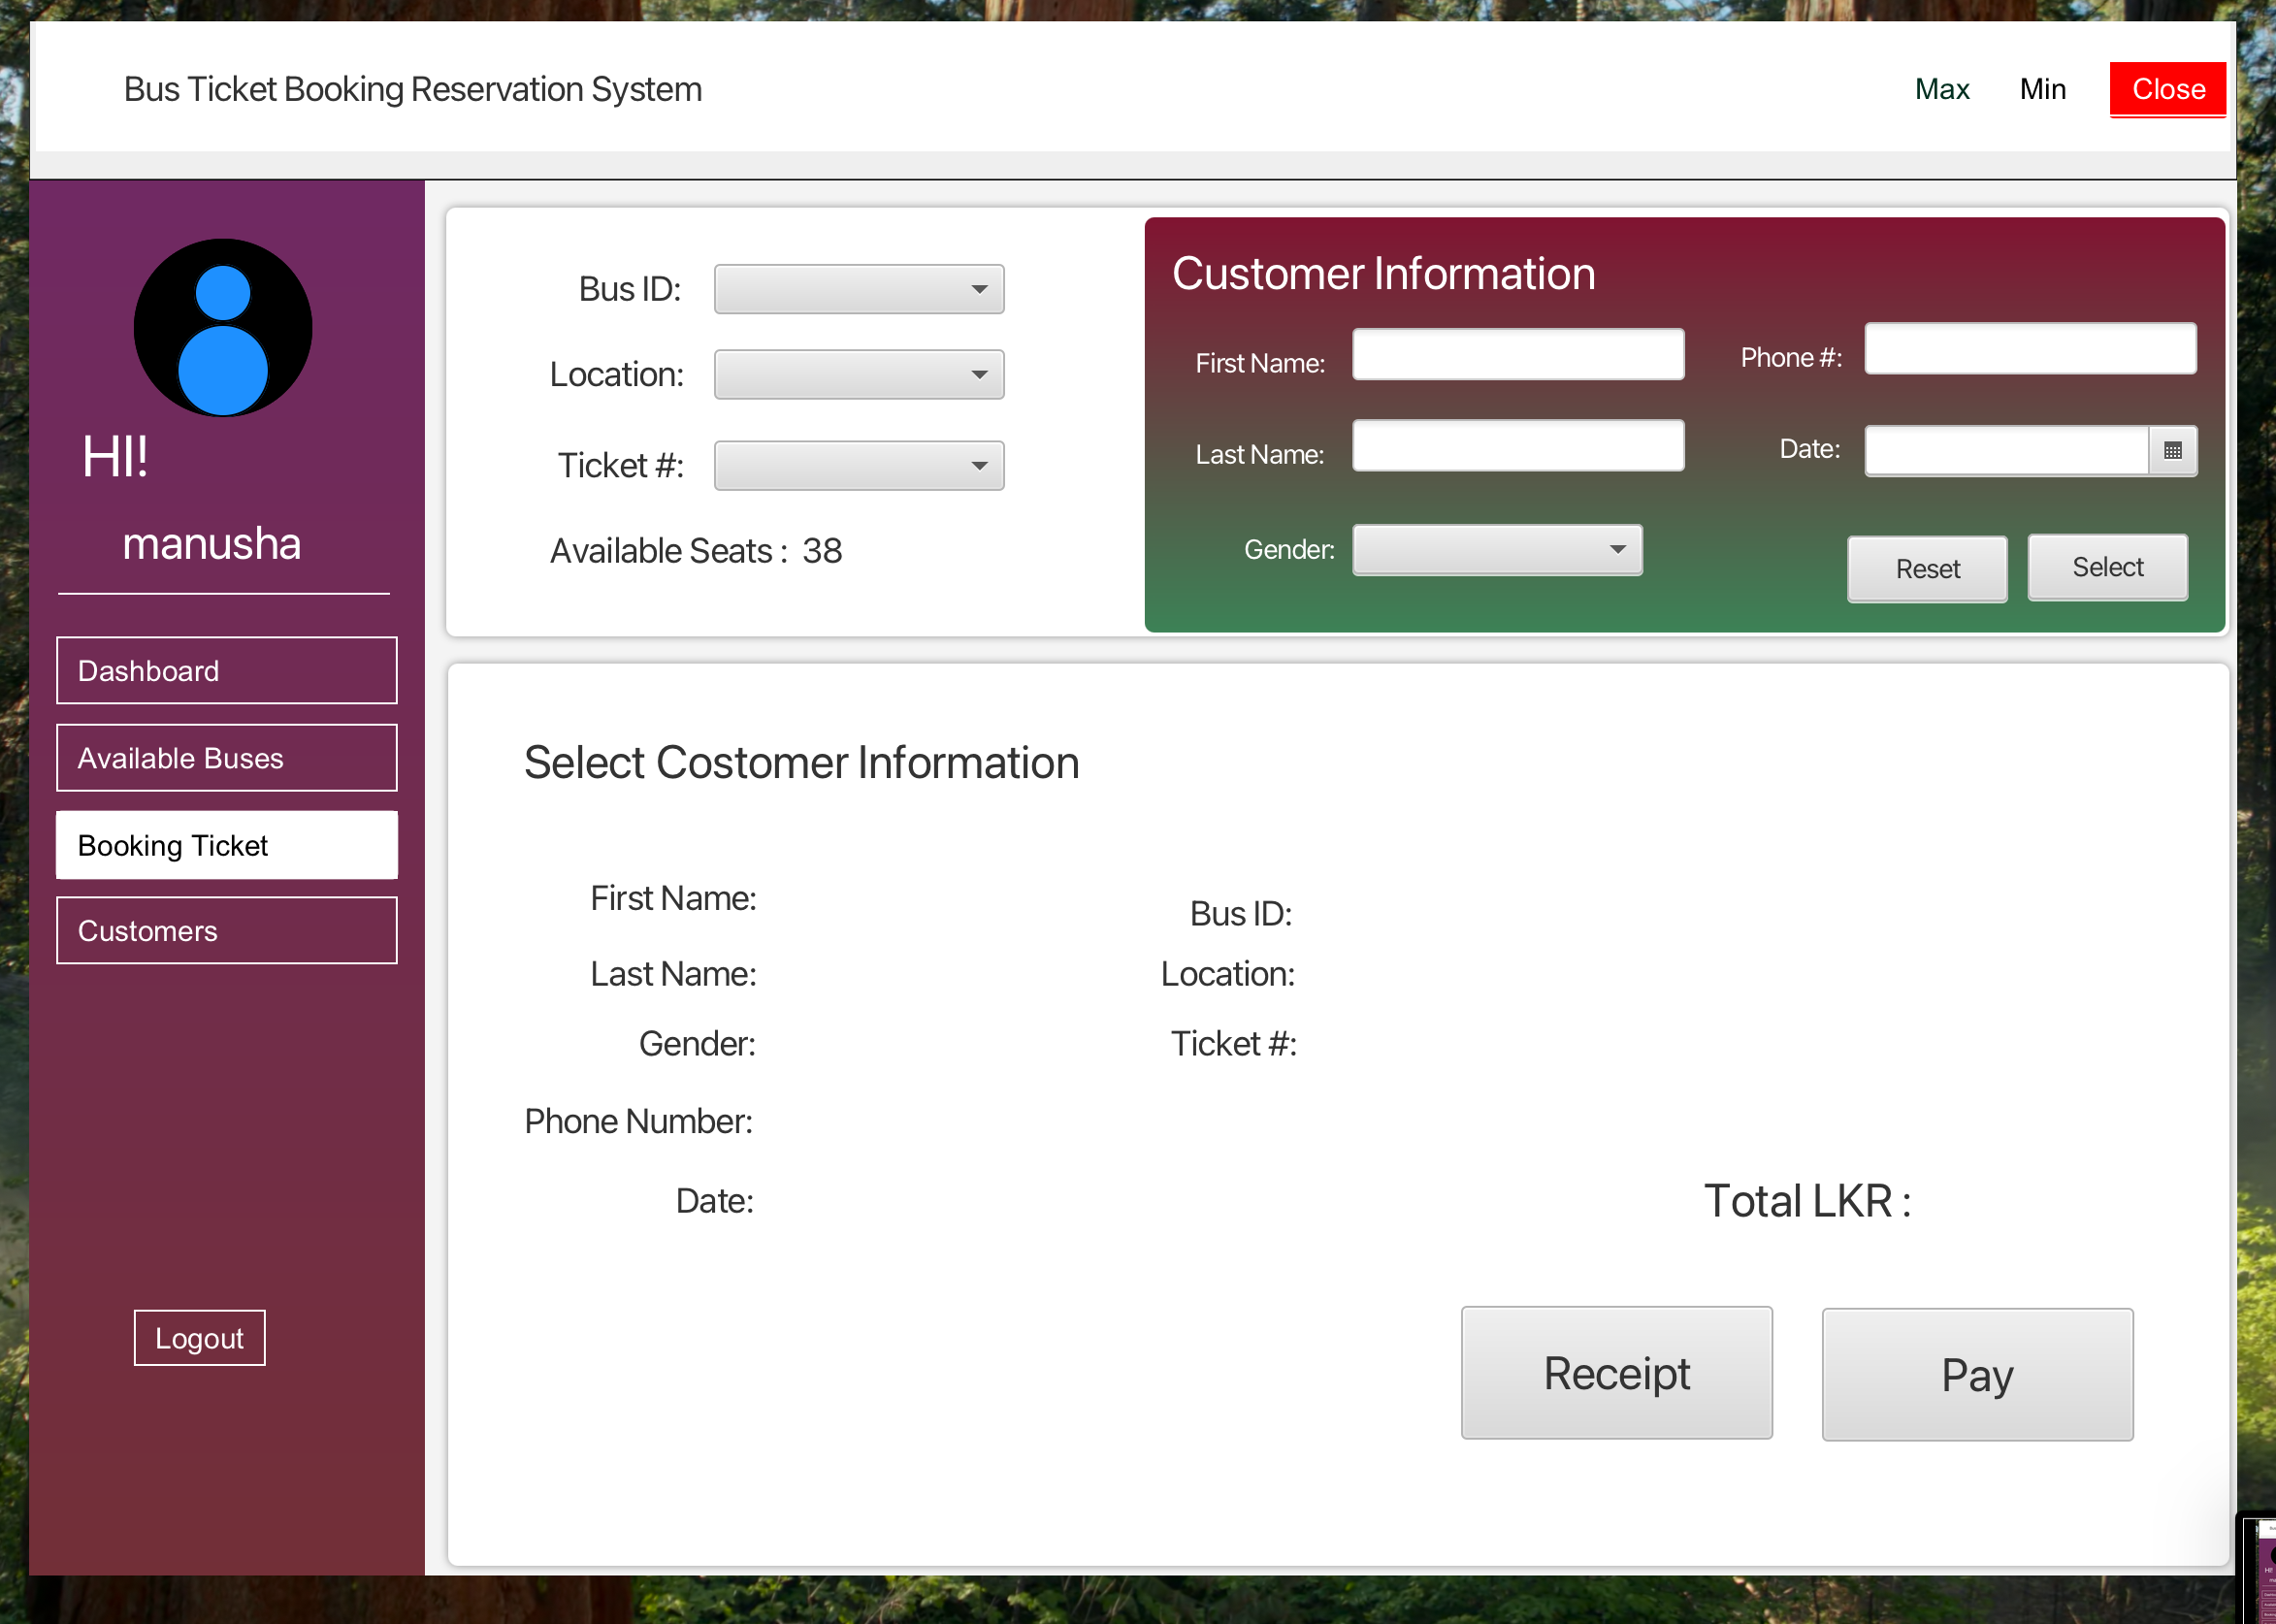 Bus Ticket Booking Reservation System
Max
Min
Close
HI!
manusha
Dashboard
Available Buses
Booking Ticket
Customers
Logout
Bus ID:
Location:
Ticket #:
Available Seats : 38
Customer Information
First Name:
Phone #:
Last Name:
Date:
Gender:
Reset
Select
Select Costomer Information
First Name:
Last Name:
Gender:
Phone Number:
Date:
Bus ID:
Location:
Ticket #:
Total LKR :
Receipt
Pay